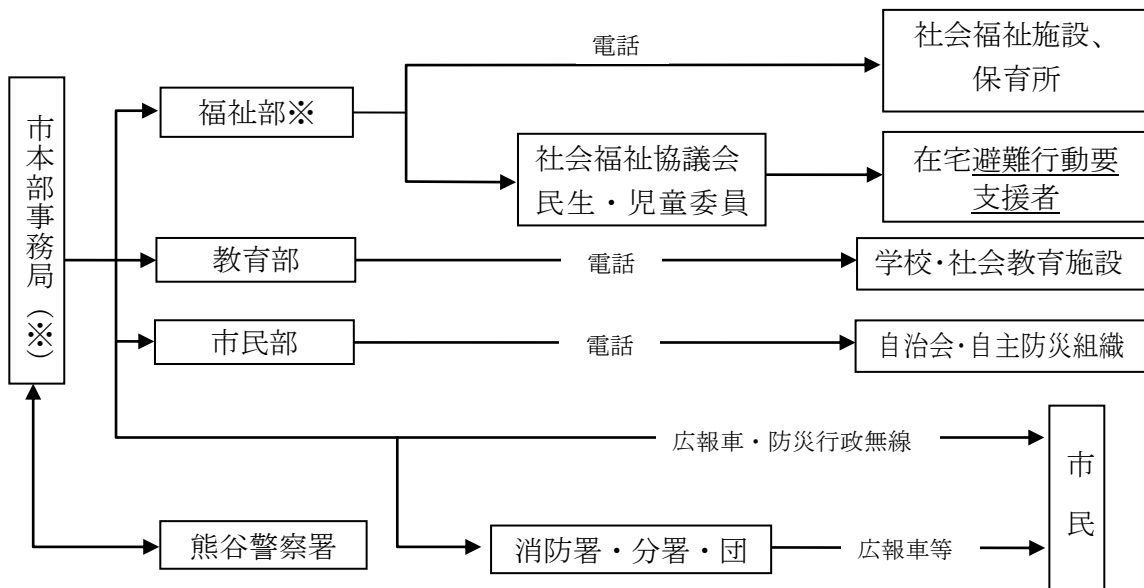 電話
社会福祉施設、
保育所
市本部事務局（※）
福祉部※
社会福祉協議会
民生・児童委員
在宅避難行動要
支援者
教育部
電話
学校・社会教育施設
市民部
電話
自治会・自主防災組織
広報車・防災行政無線
市民
熊谷警察署
消防署・分署・団
広報車等